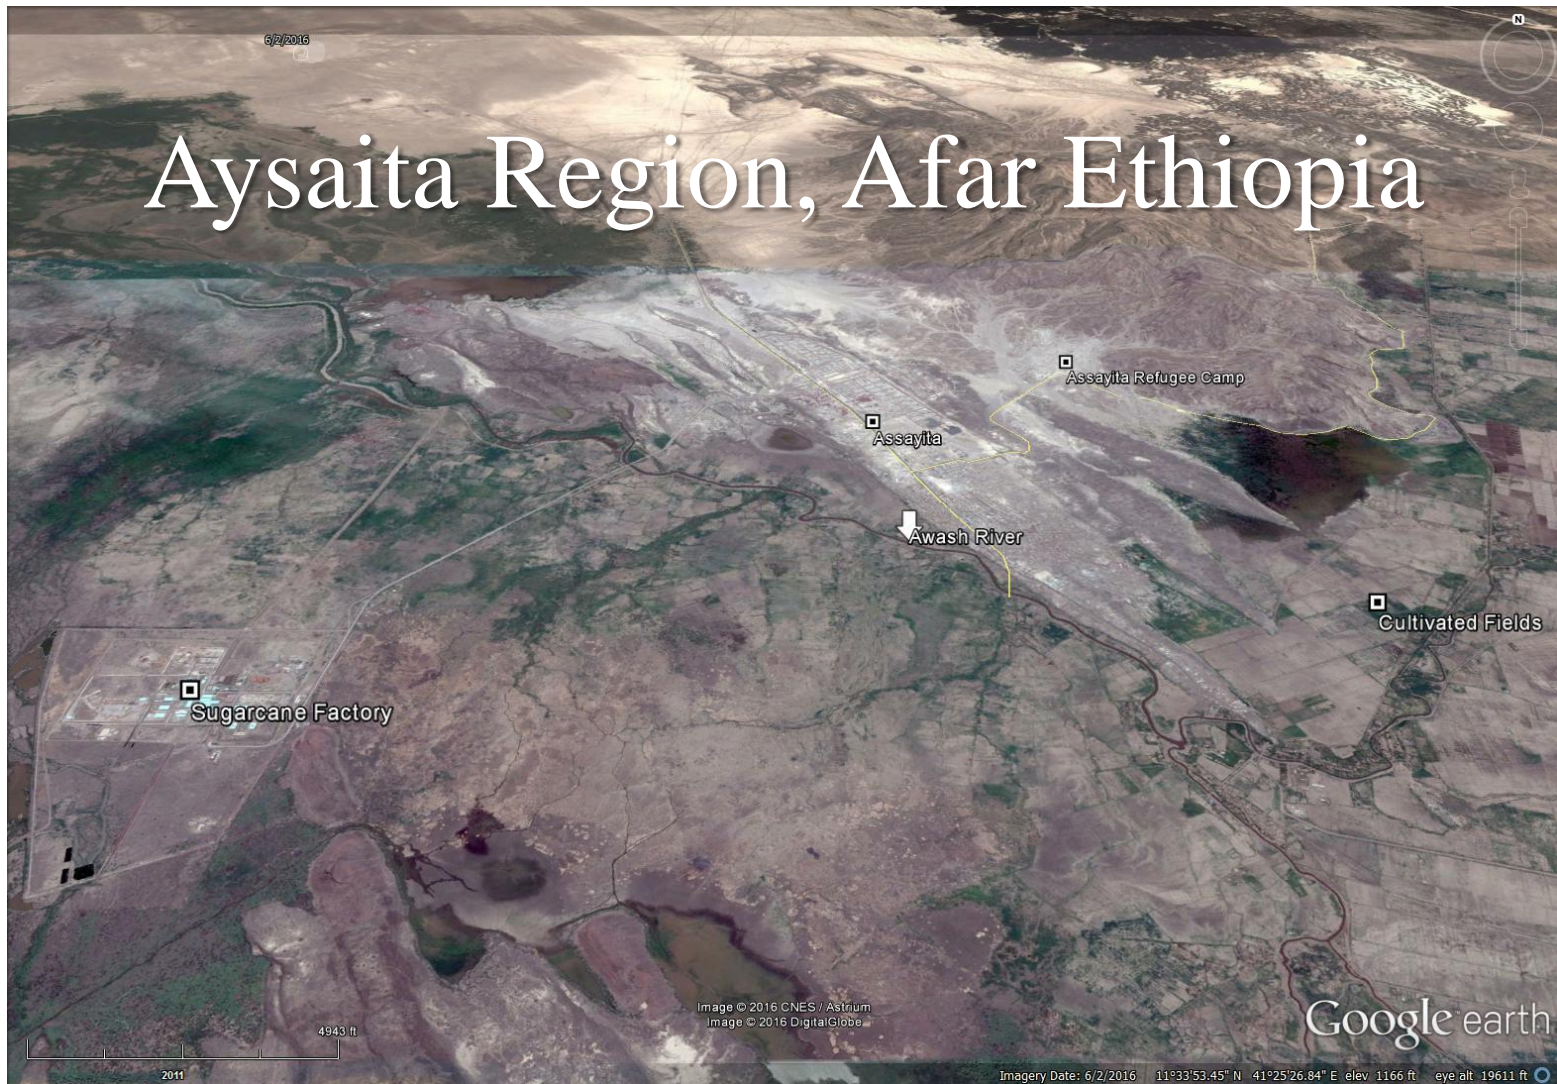 N
6/2/2016
Aysaita Region, Afar Ethiopia
Assayita Refugee Camp
Assayita
Awash River
Cultivated Fields
Sugarcane Factory
Image © 2016 CNES / Astrium
Image © 2016 DigitalGlobe
Google earth
4943 ft
2011
Imagery Date: 6/2/2016 11°33'53.45" N 41°25'26.84" E elev 1166 ft eye alt 19611 ft